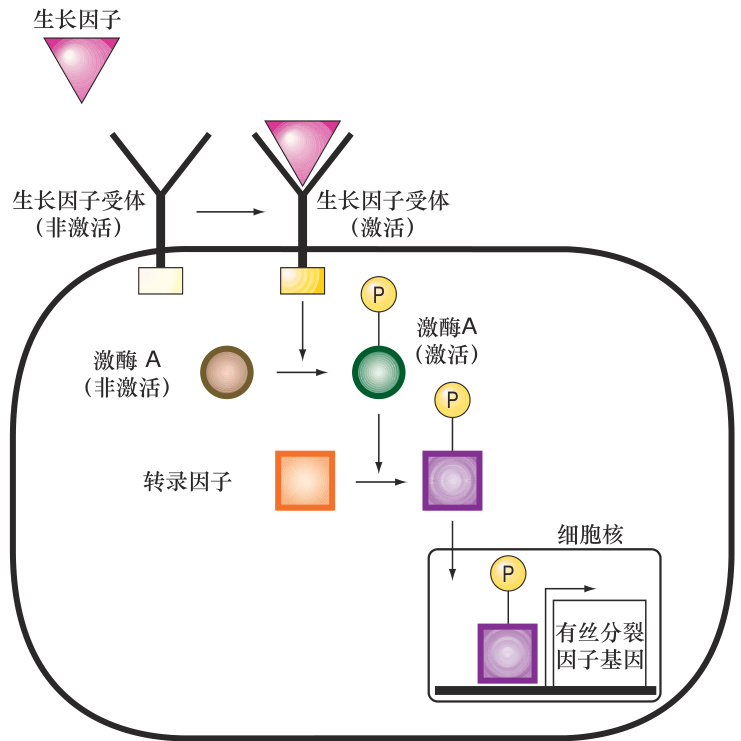 生长因子
生长因子受体
（非激活）
生长因子受体
（激活）
P
激酶 A
（非激活）
激酶A
（激活）
P
转录因子
细胞核
P
有丝分裂
因子基因